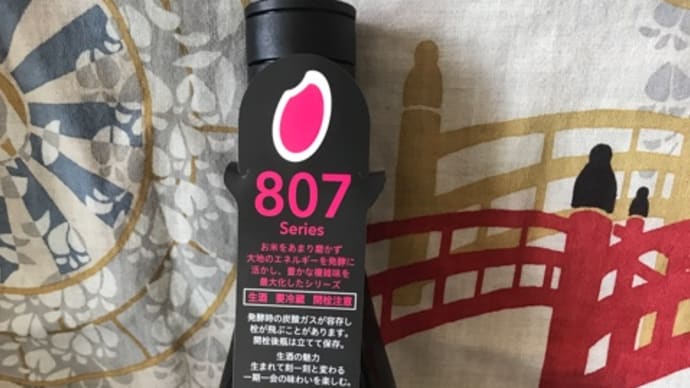 807
Series
お米をあまり磨かず
大地のエネルギーを発酵に
活かし、豊かな複雑味を
最大化したシリーズ
生酒 要冷蔵 開栓注意
発酵時の炭酸ガスが容存し
栓が飛ぶことがあります。
開栓後瓶は立てて保存。
生酒の魅力
生まれて刻一刻と変わる
一期一会の味わいを楽しむ。